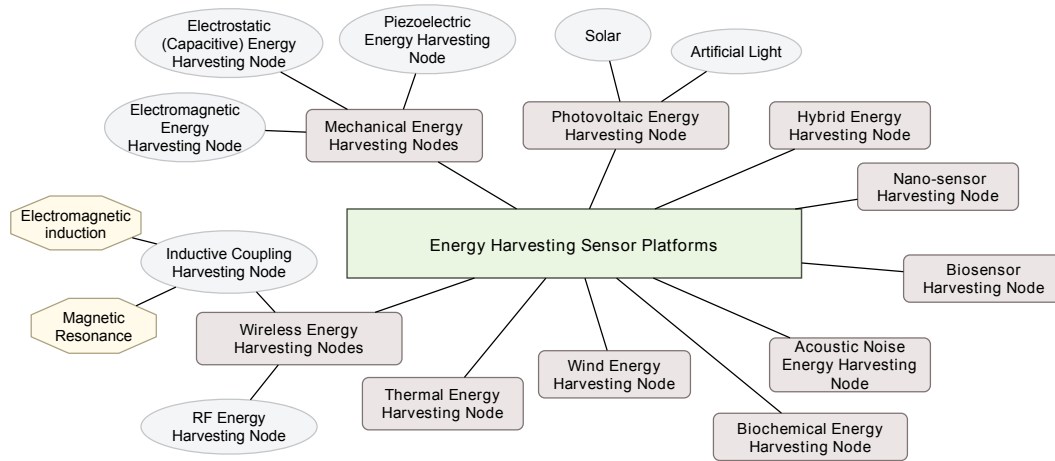 Electrostatic
(Capacitive) Energy
Harvesting Node
Piezoelectric
Energy Harvesting
Node
Solar
Artificial Light
Electromagnetic
Energy
Harvesting Node
Mechanical Energy
Harvesting Nodes
Photovoltaic Energy
Harvesting Node
Hybrid Energy
Harvesting Node
Nano-sensor
Harvesting Node
Electromagnetic
induction
Inductive Coupling
Harvesting Node
Energy Harvesting Sensor Platforms
Biosensor
Harvesting Node
Magnetic
Resonance
Wireless Energy
Harvesting Nodes
Thermal Energy
Harvesting Node
Wind Energy
Harvesting Node
Acoustic Noise
Energy Harvesting
Node
RF Energy
Harvesting Node
Biochemical Energy
Harvesting Node